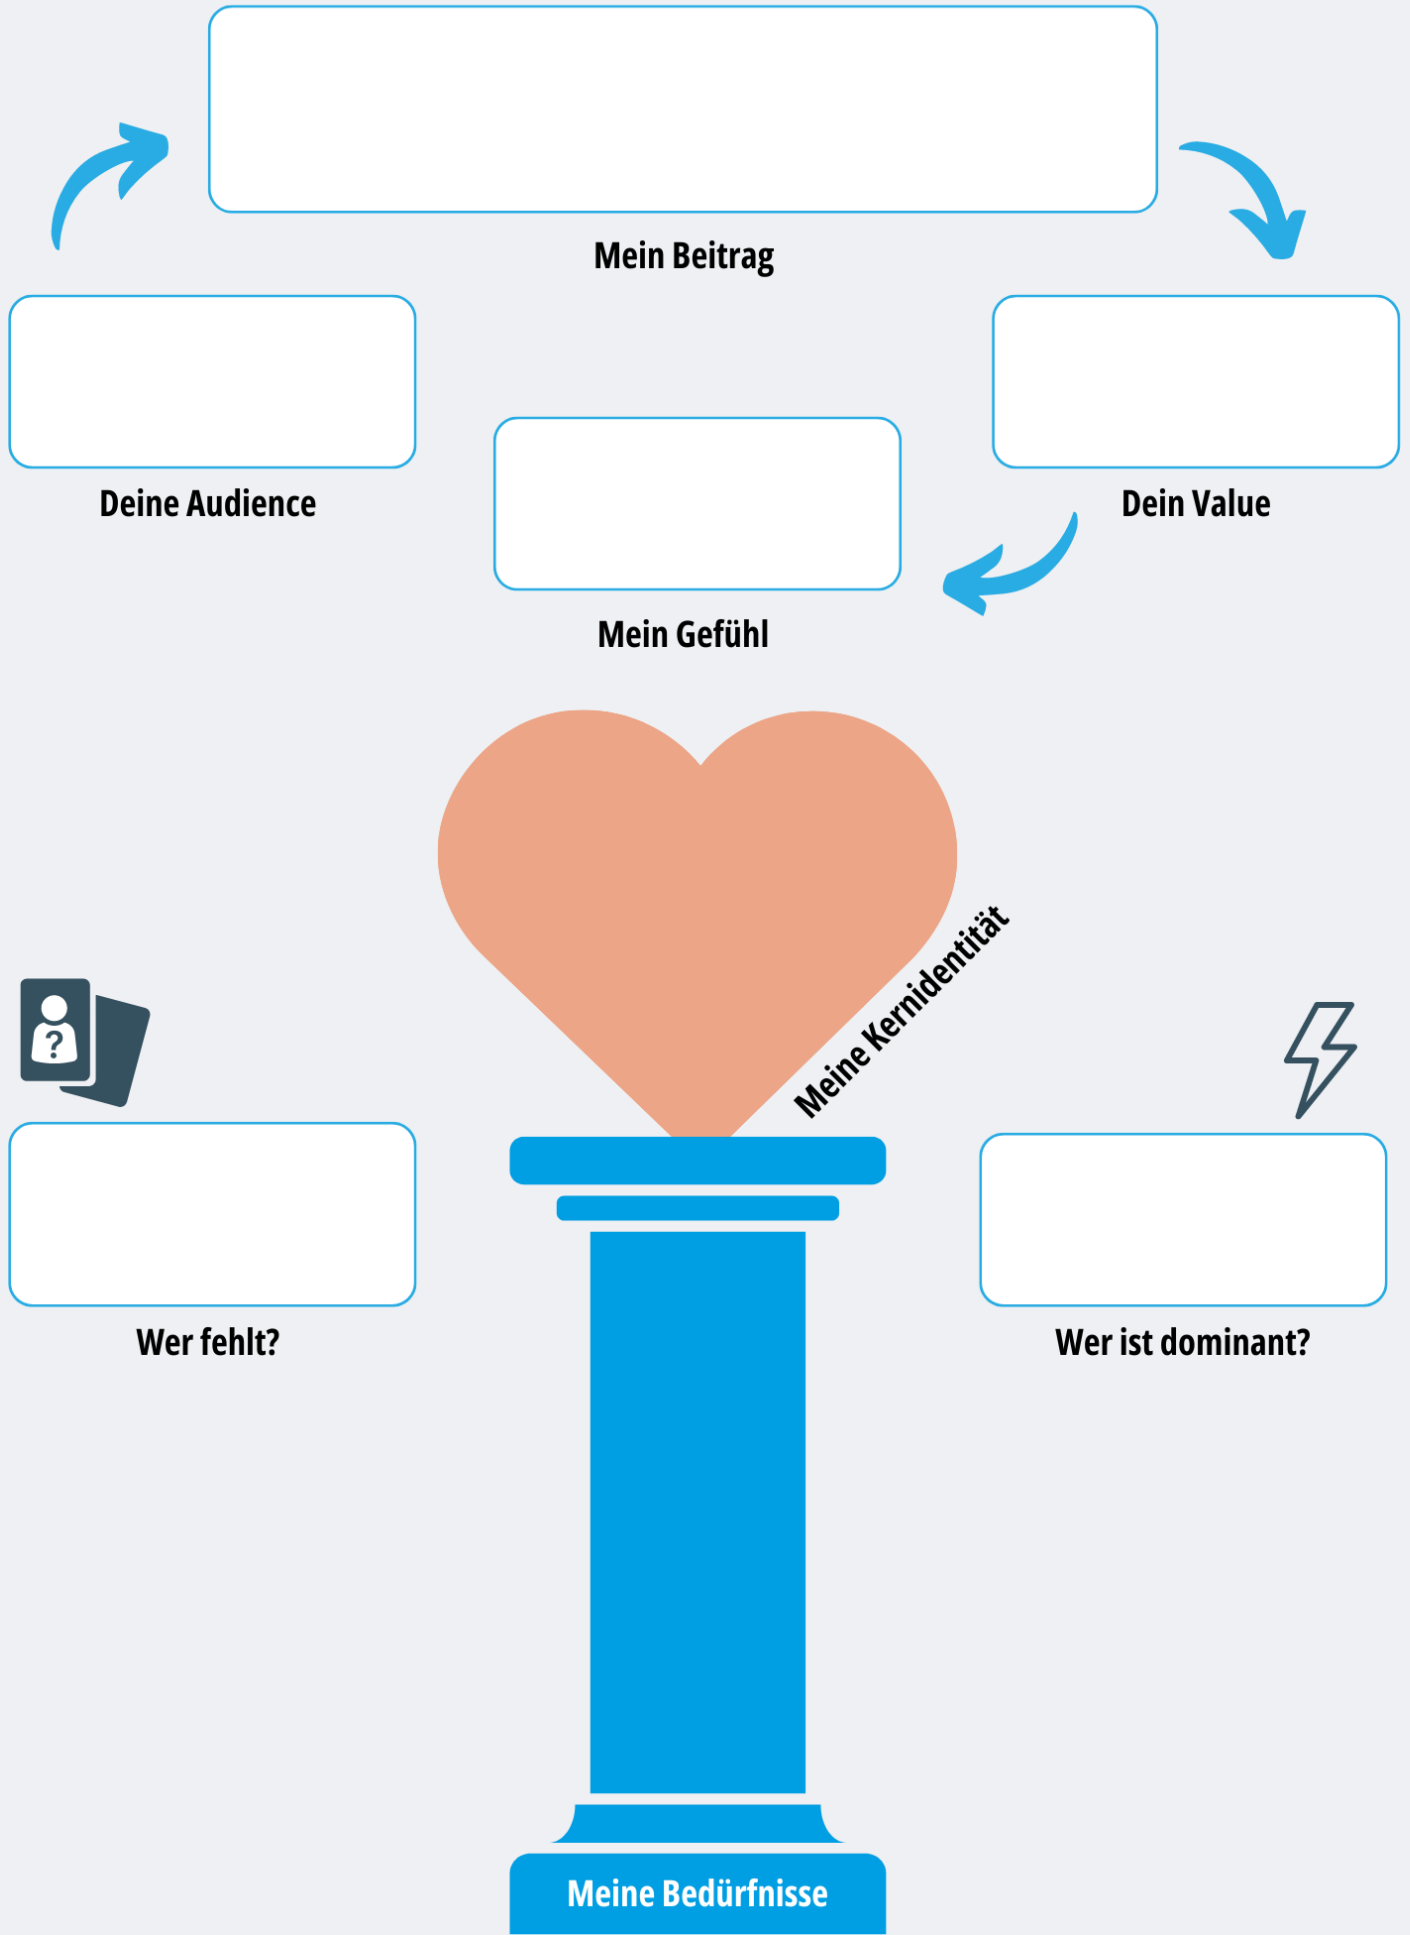 Mein Beitrag
Deine Audience
Dein Value
Mein Gefühl
Meine Kernidentität
?
Wer fehlt?
Wer ist dominant?
Meine Bedürfnisse